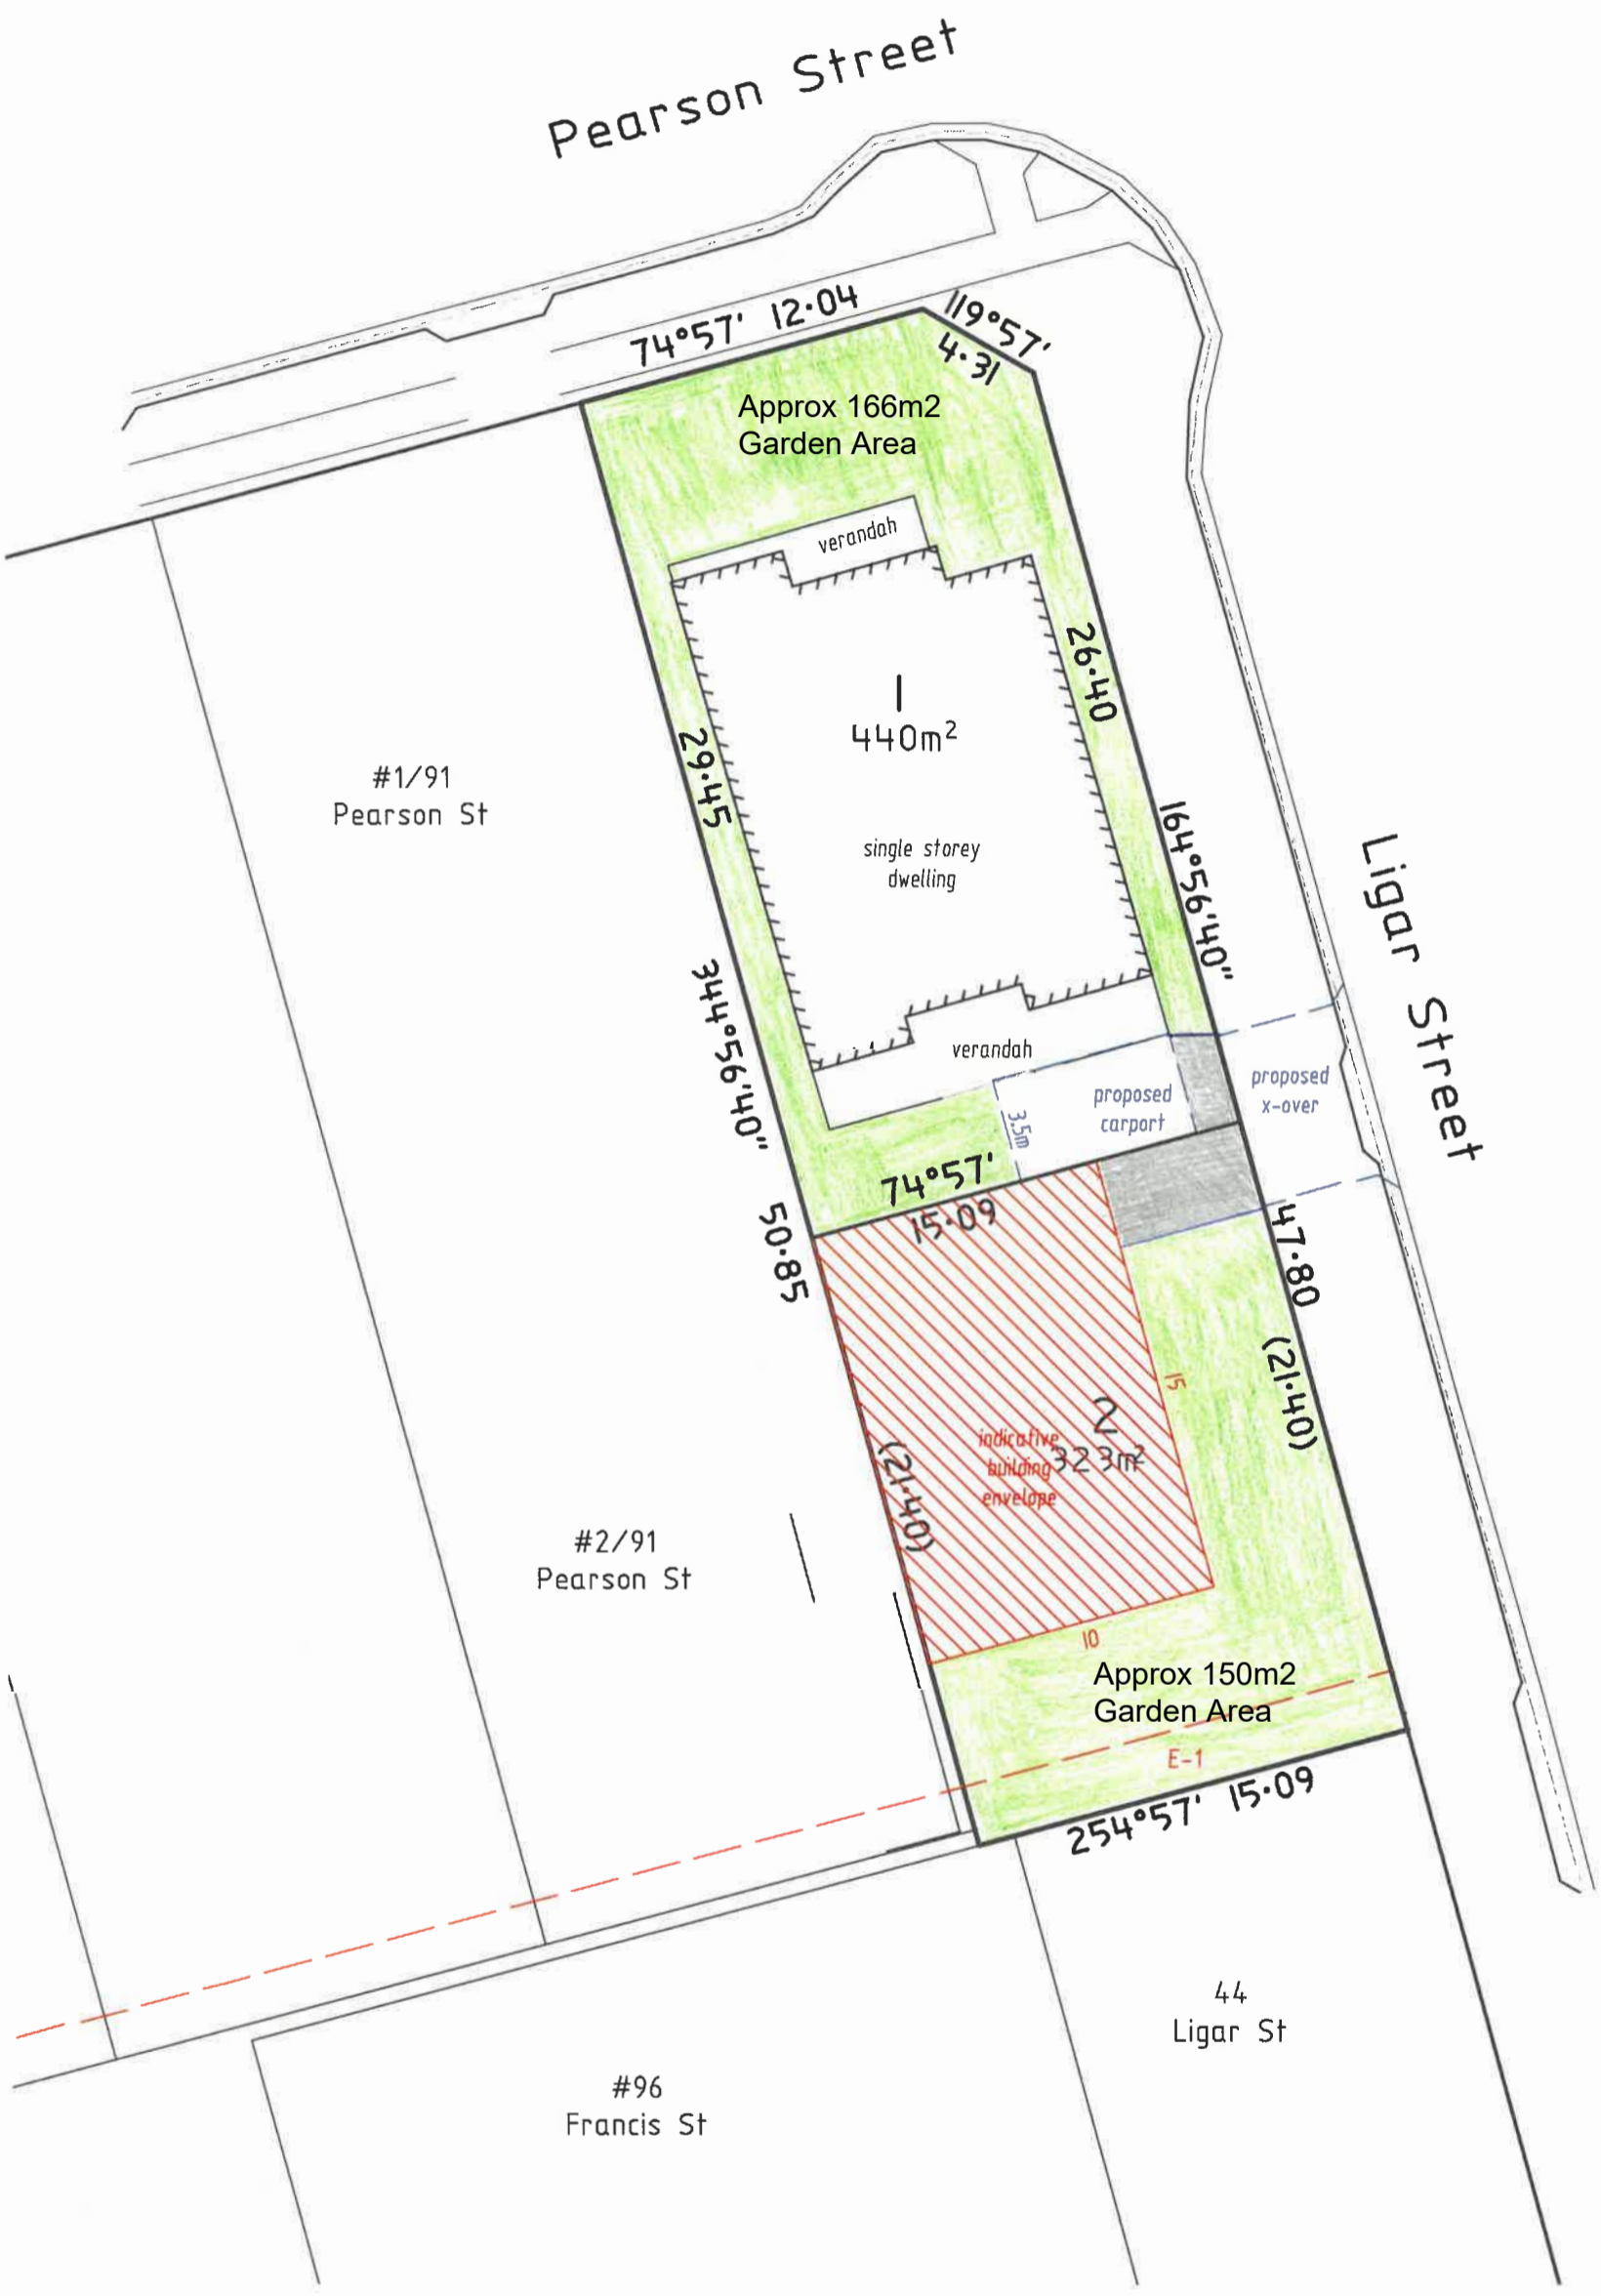 Pearson Street
74°57' 12·04
119°57'
4·31
Approx 166m2
Garden Area
verandah
26·40
1
440m²
29·45
#1/91
Pearson St
single storey
dwelling
164°56'40"
Ligar Street
344°56'40"
verandah
proposed
carport
proposed
x-over
3.5m
74°57'
15·09
50·85
47·80
(21·40)
15
2
323m²
indicative
building
envelope
(21·40)
#2/91
Pearson St
10
Approx 150m2
Garden Area
E-1
254°57' 15·09
44
Ligar St
#96
Francis St